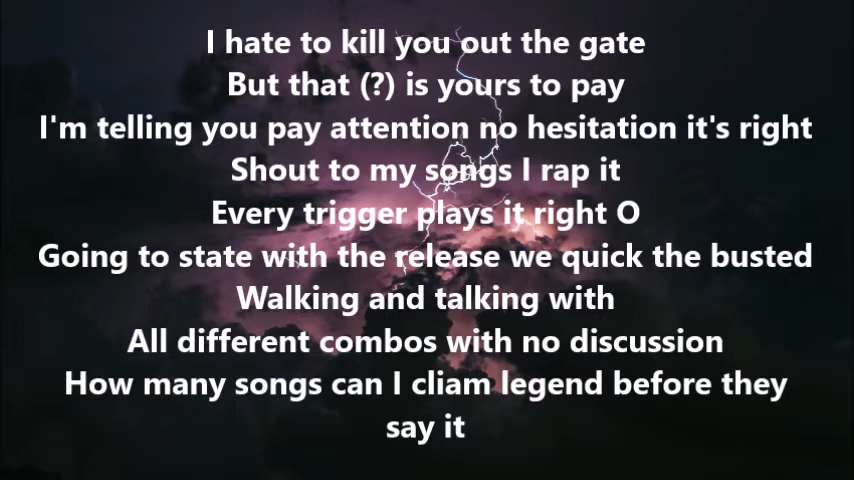 I hate to kill you out the gate
But that (?) is yours to pay
I'm telling you pay attention no hesitation it's right
Shout to my songs I rap it
Every trigger plays it right O
Going to state with the release we quick the busted
Walking and talking with
All different combos with no discussion
How many songs can I cliam legend before they
say it